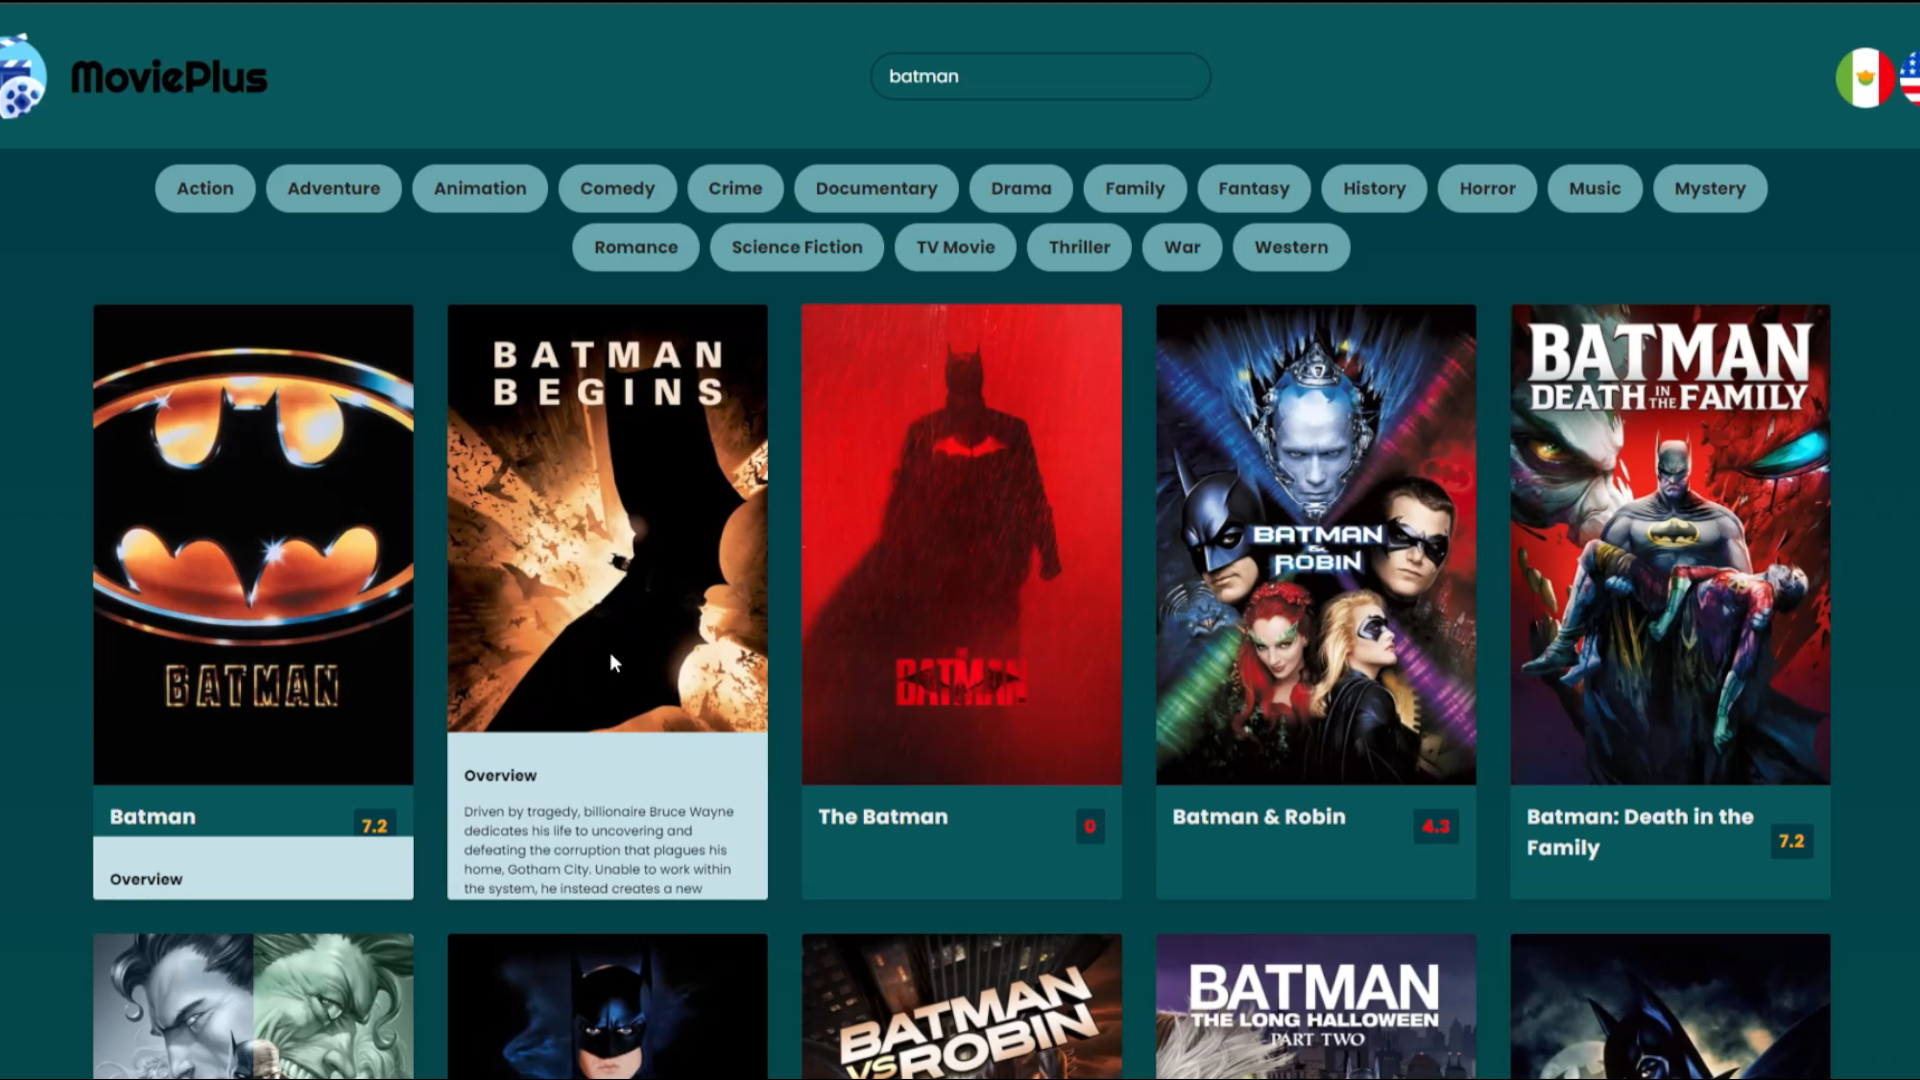 MoviePlus
batman
Action
Adventure
Animation
Comedy
Crime
Documentary
Drama
Family
Fantasy
History
Horror
Music
Mystery
Romance
Science Fiction
TV Movie
Thriller
War
Western
BATMAN
BATMAN
BEGINS
BATMAN
BATMAN
&
ROBIN
BATMAN
DEATH IN THE FAMILY
Batman
7.2
Overview
Overview
Driven by tragedy, billionaire Bruce Wayne
dedicates his life to uncovering and
defeating the corruption that plagues his
home, Gotham City. Unable to work within
the system, he instead creates a new
The Batman
0
Batman & Robin
4.3
Batman: Death in the
Family
7.2
BATMAN
VS ROBIN
BATMAN
THE LONG HALLOWEEN
PART TWO